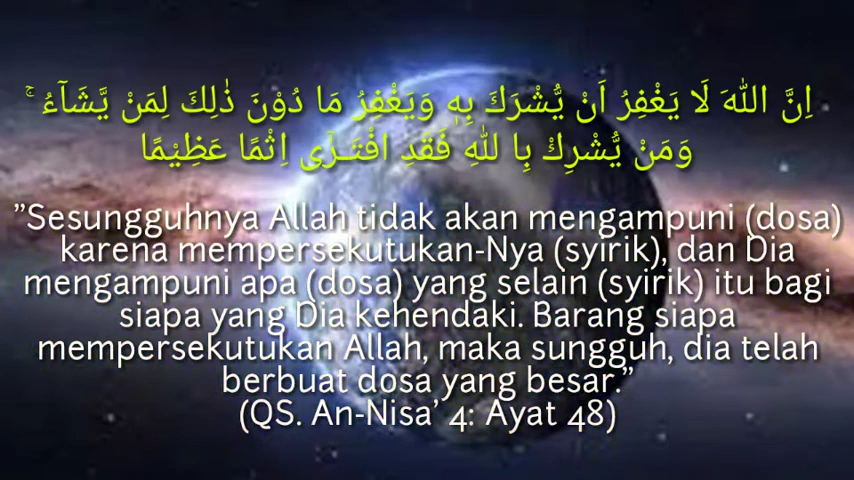 اِنَّ اللّٰهَ لَا يَغْفِرُ اَنْ يُّشْرَكَ بِهٖ وَيَغْفِرُ مَا دُوْنَ ذٰلِكَ لِمَنْ يَّشَآءُ ۚ
وَمَنْ يُّشْرِكْ بِا للّٰهِ فَقَدِ افْتَـرٰۤى اِثْمًا عَظِيْمًا
”Sesungguhnya Allah tidak akan mengampuni (dosa)
karena mempersekutukan-Nya (syirik), dan Dia
mengampuni apa (dosa) yang selain (syirik) itu bagi
siapa yang Dia kehendaki. Barang siapa
mempersekutukan Allah, maka sungguh, dia telah
berbuat dosa yang besar.”
(QS. An-Nisa’ 4: Ayat 48)